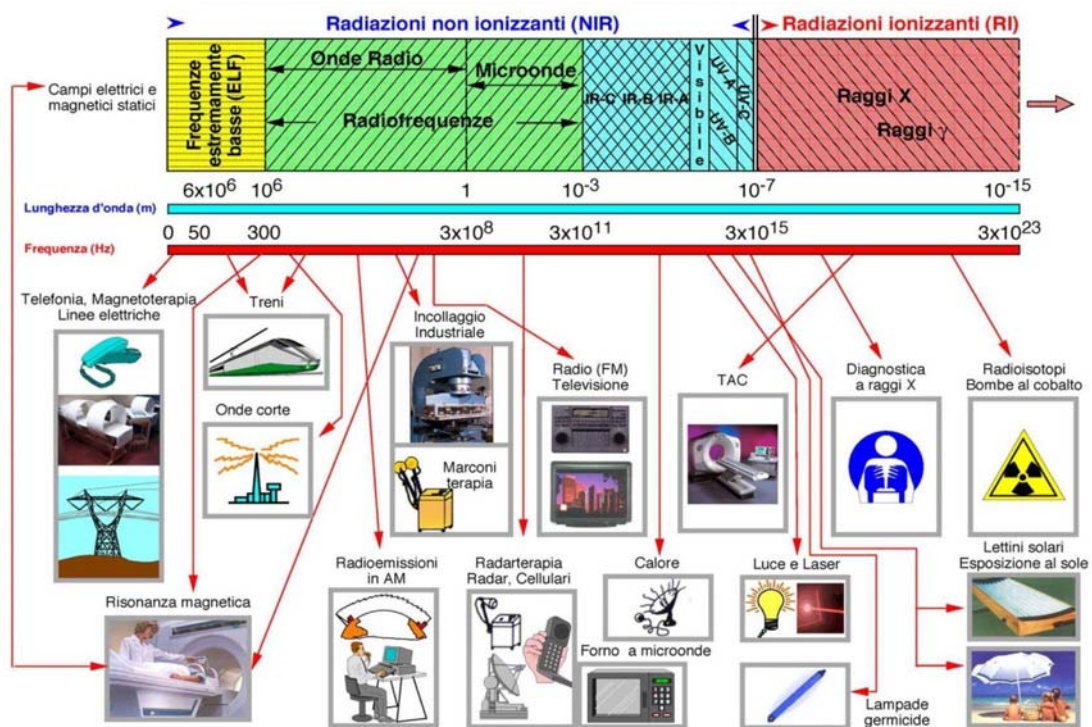 Radiazioni non ionizzanti (NIR)
Radiazioni ionizzanti (RI)
Campi elettrici e
magnetici statici
Frequenze
estremamente
basse (ELF)
Onde Radio
Microonde
Radiofrequenze
IR-C
IR-B
IR-A
Visibile
UV-A
UV-B
UV-C
Raggi X
Raggi γ
6x10⁶
10⁶
1
10⁻³
10⁻⁷
10⁻¹⁵
Lunghezza d'onda (m)
0
50
300
3x10⁸
3x10¹¹
3x10¹⁵
3x10²³
Frequenza (Hz)
Telefonia, Magnetoterapia
Linee elettriche
Treni
Onde corte
Incollaggio
Industriale
Marconi
terapia
Radio (FM)
Televisione
TAC
Diagnostica
a raggi X
Radioisotopi
Bombe al cobalto
Risonanza magnetica
Radioemissioni
in AM
Radarterapia
Radar, Cellulari
Calore
Forno a microonde
Luce e Laser
Lampade
germicide
Lettini solari
Esposizione al sole